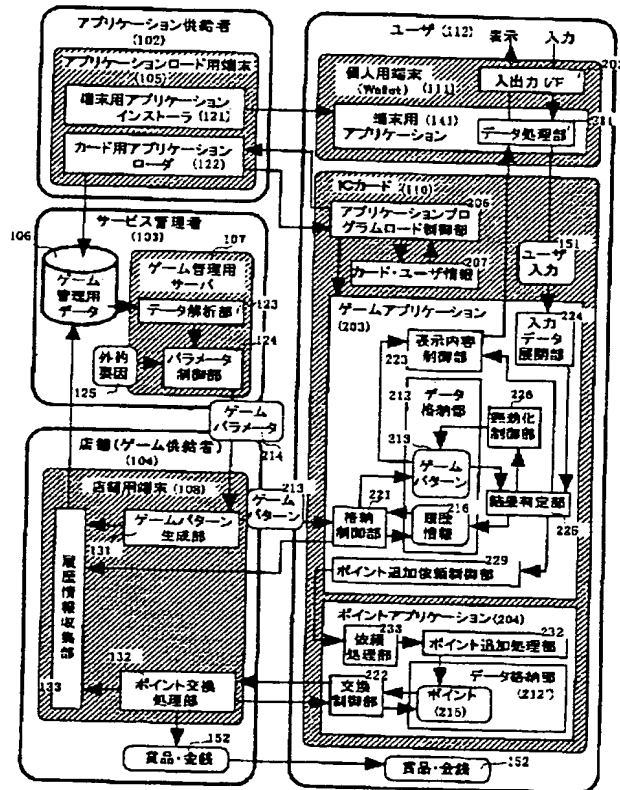 アプリケーション供給者
(102)
アプリケーションロード用端末
(105)
端末用アプリケーション
インストーラ (121)
カード用アプリケーション
ローダ (122)
サービス管理者
(103)
106
107
ゲーム
管理用
データ
ゲーム管理用
サーバ
データ解析部
123
124
パラメータ
制御部
外的
要因
125
ゲーム
パラメータ
214
店舗(ゲーム供給者)
(104)
店舗用端末 (108)
ゲームパターン
生成部
131
履歴情報収集部
132
133
ポイント交換
処理部
152
賞品・金銭
213
ゲーム
パターン
ユーザ (112)
表示
入力
個人用端末
(Wallet) (111)
入出力I/F
端末用 (141)
アプリケーション
データ処理部
ICカード (110)
206
アプリケーションプロ
グラムロード制御部
207
カード・ユーザ情報
151
ユーザ
入力
ゲームアプリケーション
(203)
224
入力
データ
展開部
表示内容
制御部
223
212
データ
格納部
226
無効化
制御部
213
ゲーム
パターン
221
格納
制御部
216
履歴
情報
結果判定部
225
229
ポイント追加依頼制御部
ポイントアプリケーション(204)
233
依頼
処理部
232
ポイント追加処理部
222
交換
制御部
データ格納部
ポイント
(215)
賞品・金銭
152